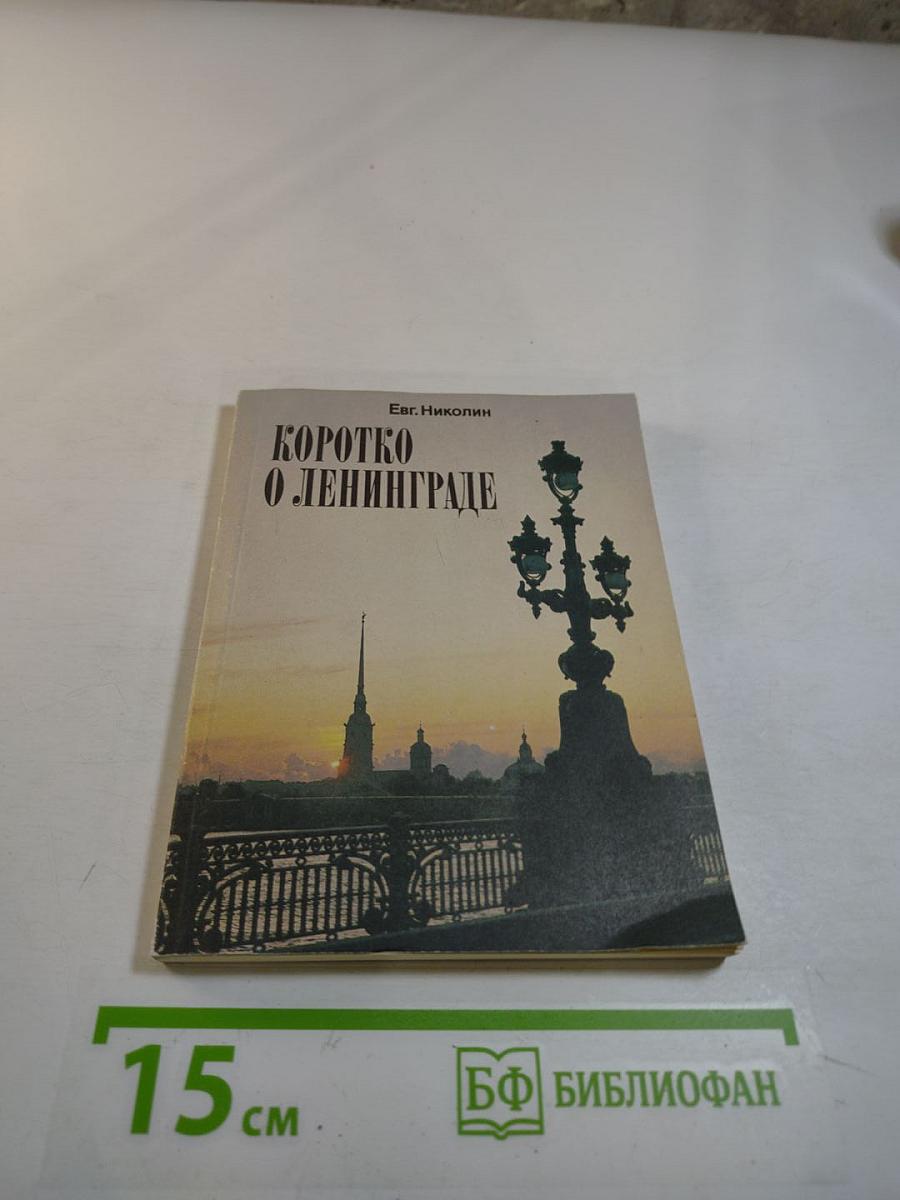 Евг. Николин
КОРОТКО
О ЛЕНИНГРАДЕ
15 см
БФ БИБЛИОФАН